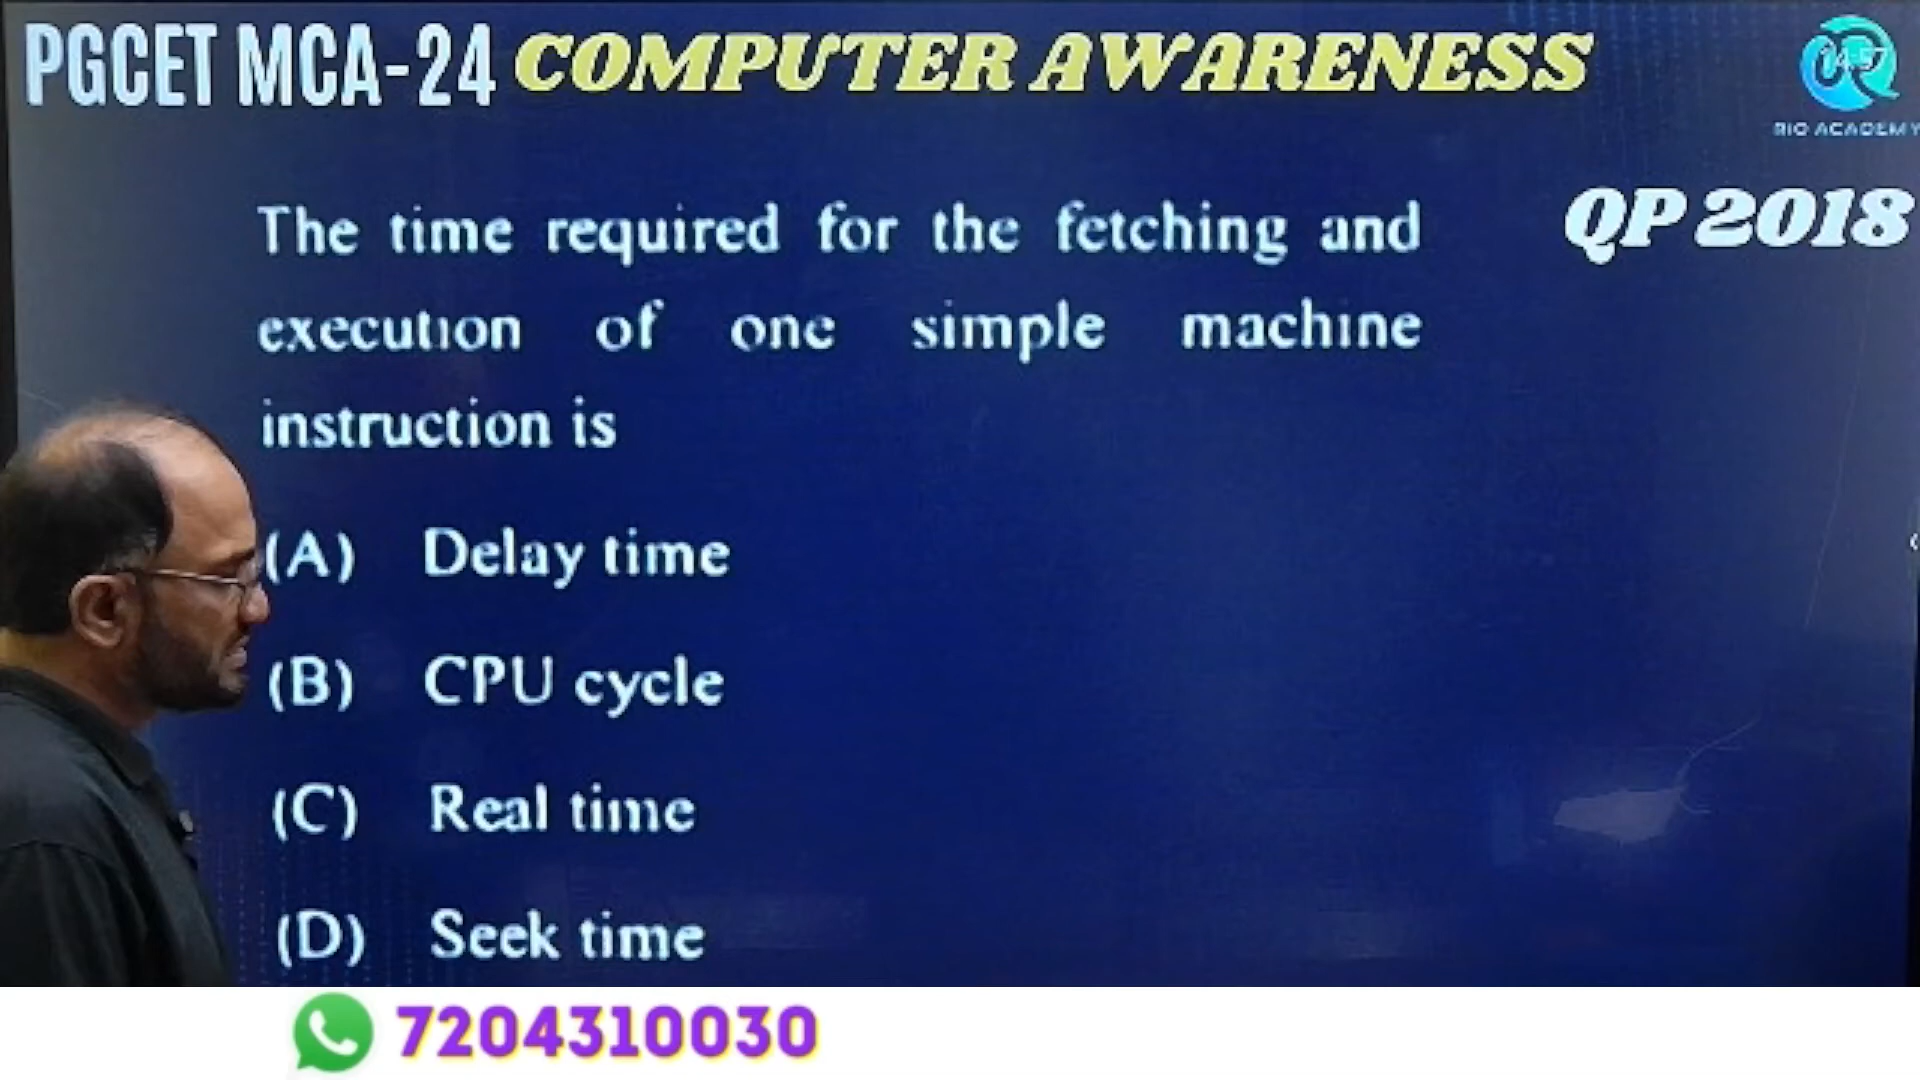 PGCET MCA-24 COMPUTER AWARENESS
RIO ACADEMY
QP 2018
The time required for the fetching and
execution of one simple machine
instruction is
(A) Delay time
(B) CPU cycle
(C) Real time
(D) Seek time
7204310030